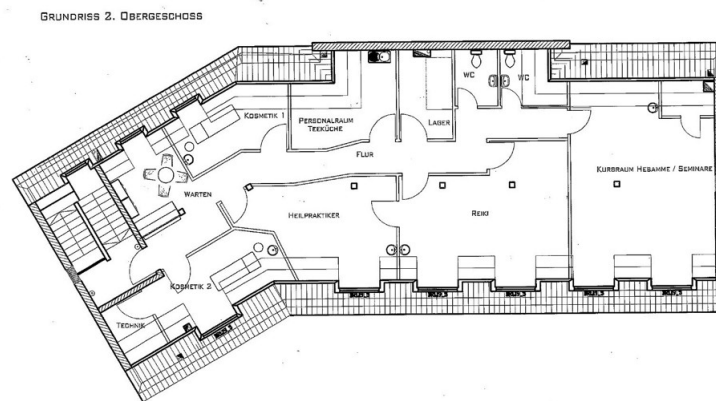 GRUNDRISS 2. OBERGESCHOSS
WC
WC
KOSMETIK 1
PERSONALRAUM
TEEKÜCHE
LAGER
FLUR
KURSRAUM HEBAMME / SEMINARE
WARTEN
HEILPRAKTIKER
REIKI
KOSMETIK 2
TECHNIK